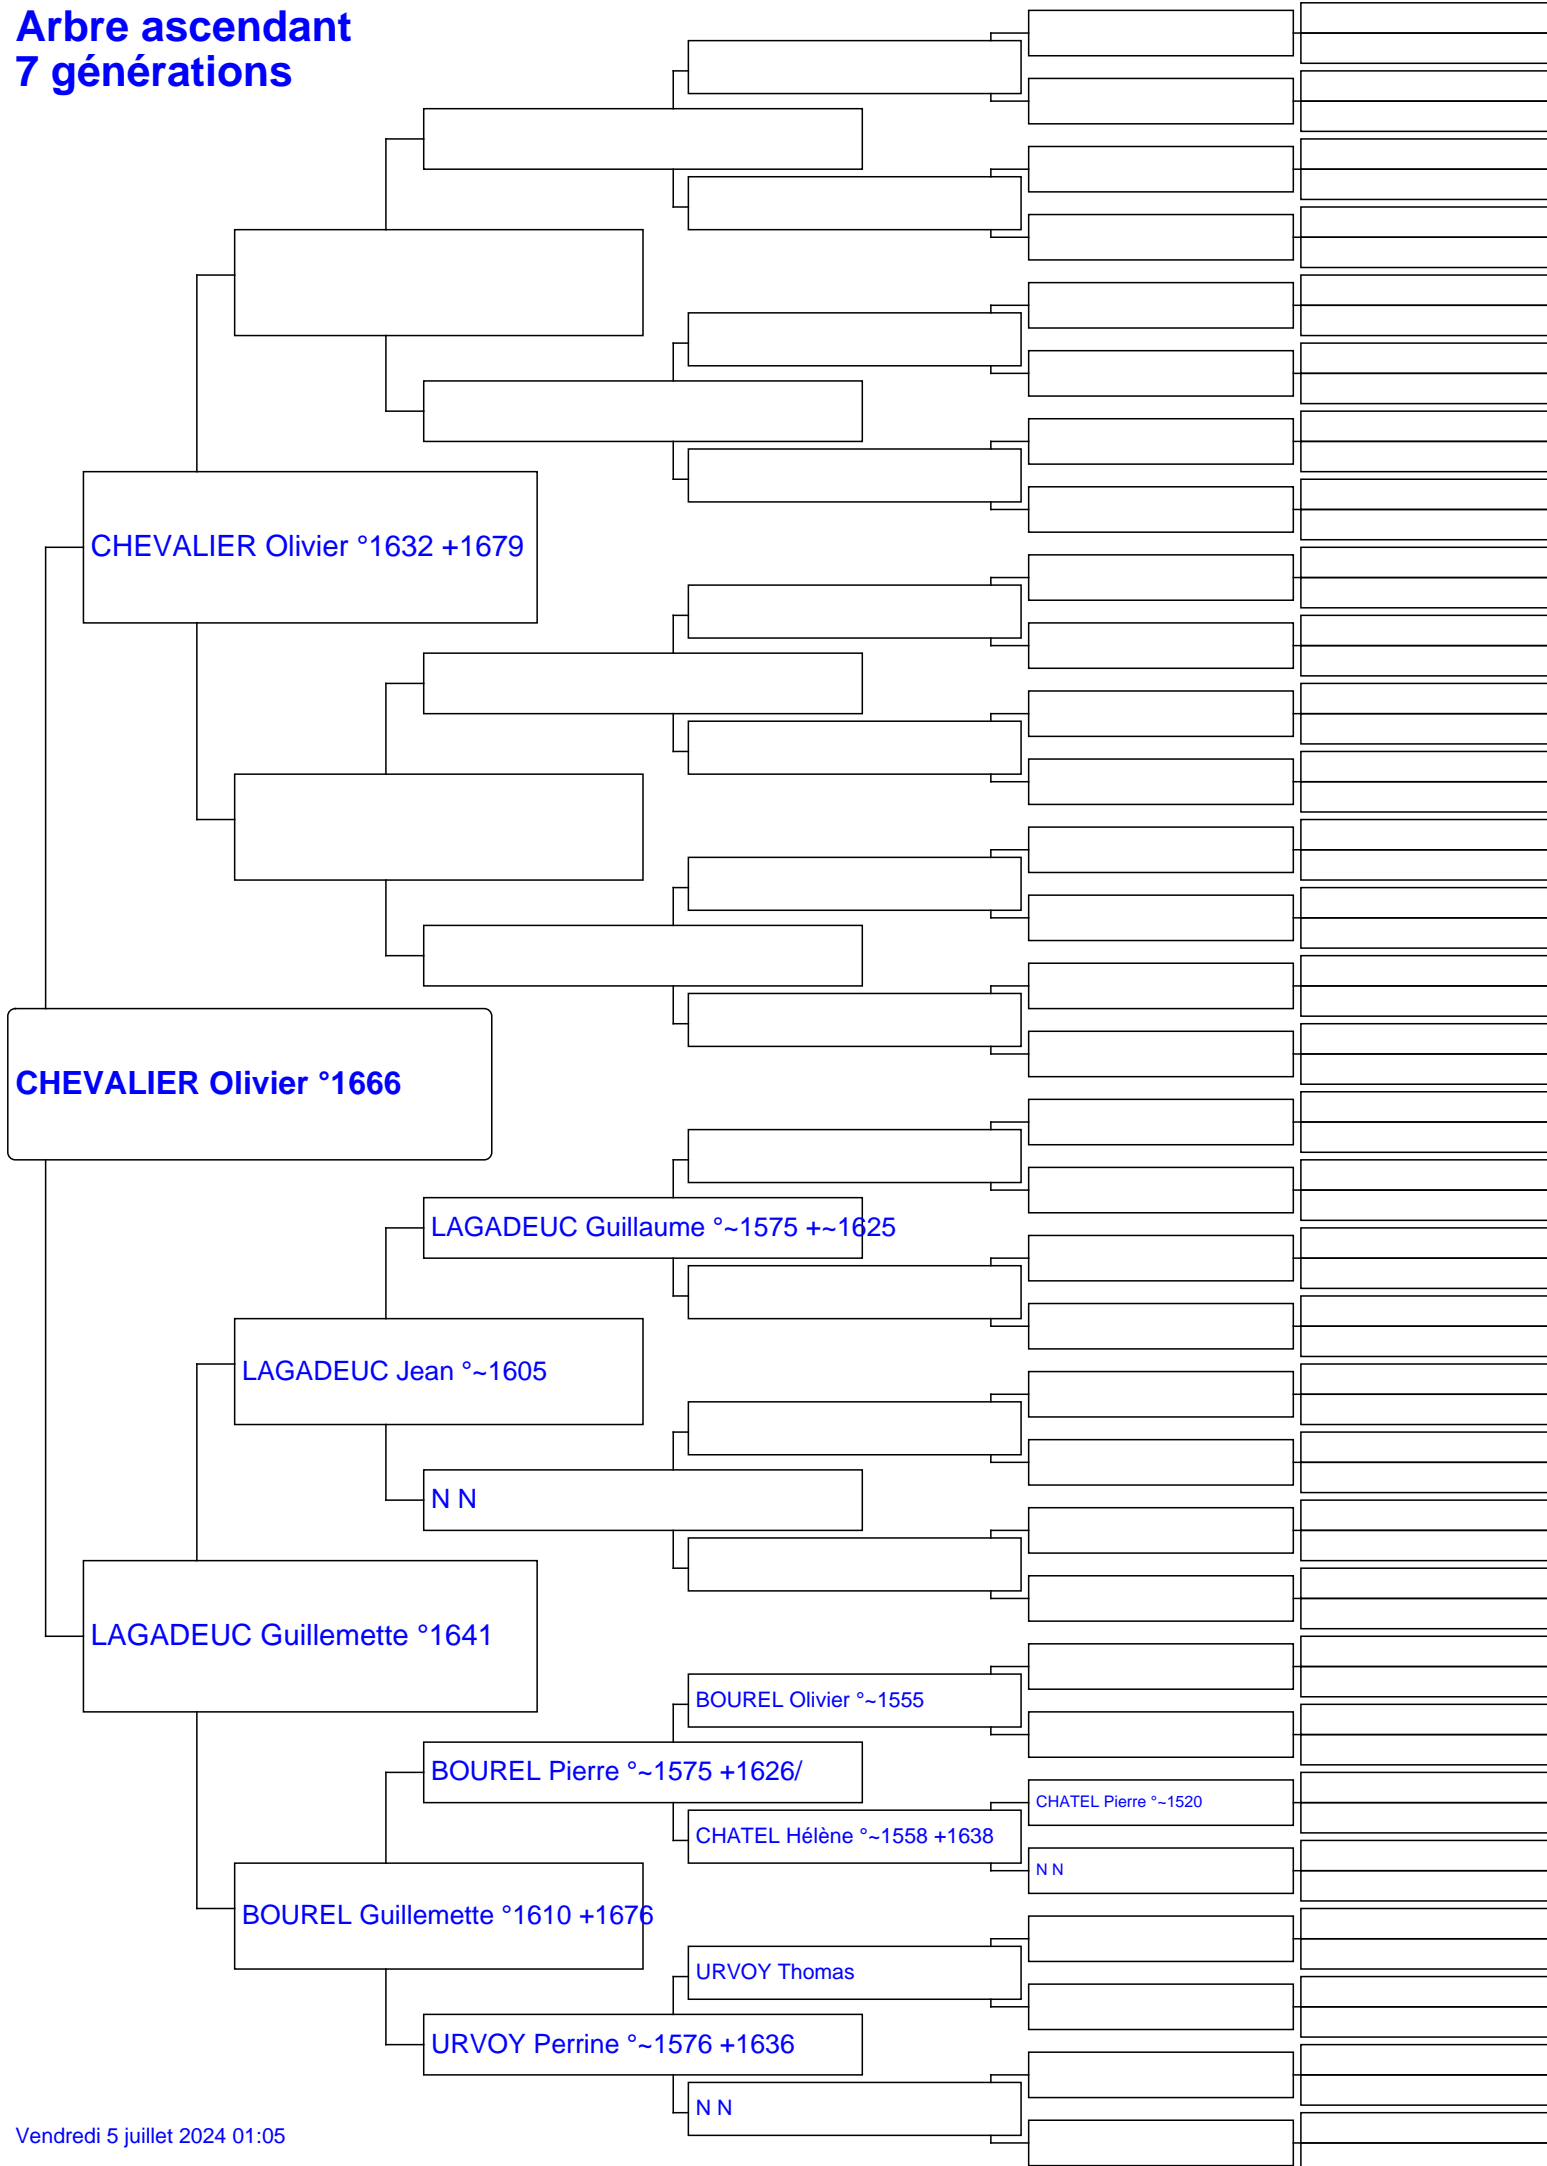 Arbre ascendant
7 générations
CHEVALIER Olivier °1632 +1679
CHEVALIER Olivier °1666
LAGADEUC Guillaume °~1575 +~1625
LAGADEUC Jean °~1605
N N
LAGADEUC Guillemette °1641
BOUREL Olivier °~1555
BOUREL Pierre °~1575 +1626/
CHATEL Pierre °~1520
CHATEL Hélène °~1558 +1638
N N
BOUREL Guillemette °1610 +1676
URVOY Thomas
URVOY Perrine °~1576 +1636
N N
Vendredi 5 juillet 2024 01:05